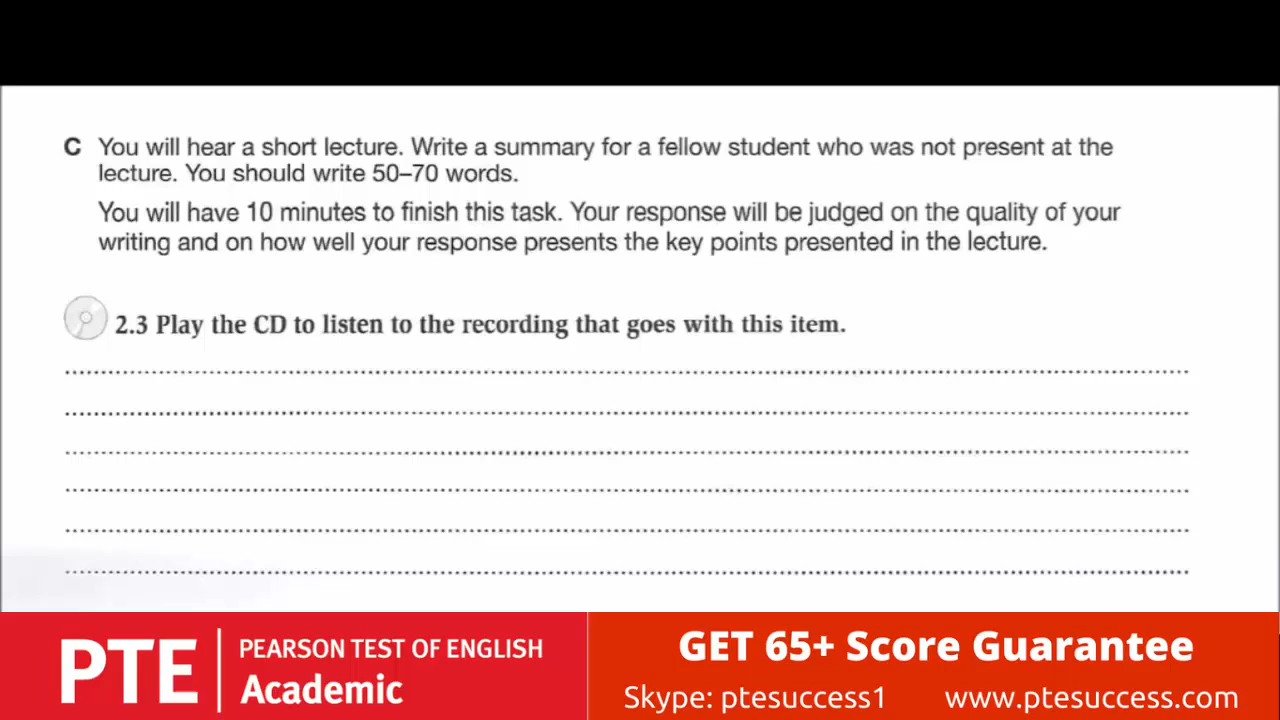 C You will hear a short lecture. Write a summary for a fellow student who was not present at the
lecture. You should write 50–70 words.
You will have 10 minutes to finish this task. Your response will be judged on the quality of your
writing and on how well your response presents the key points presented in the lecture.
2.3 Play the CD to listen to the recording that goes with this item.
PTE
PEARSON TEST OF ENGLISH
Academic
GET 65+ Score Guarantee
Skype: ptesuccess1 www.ptesuccess.com